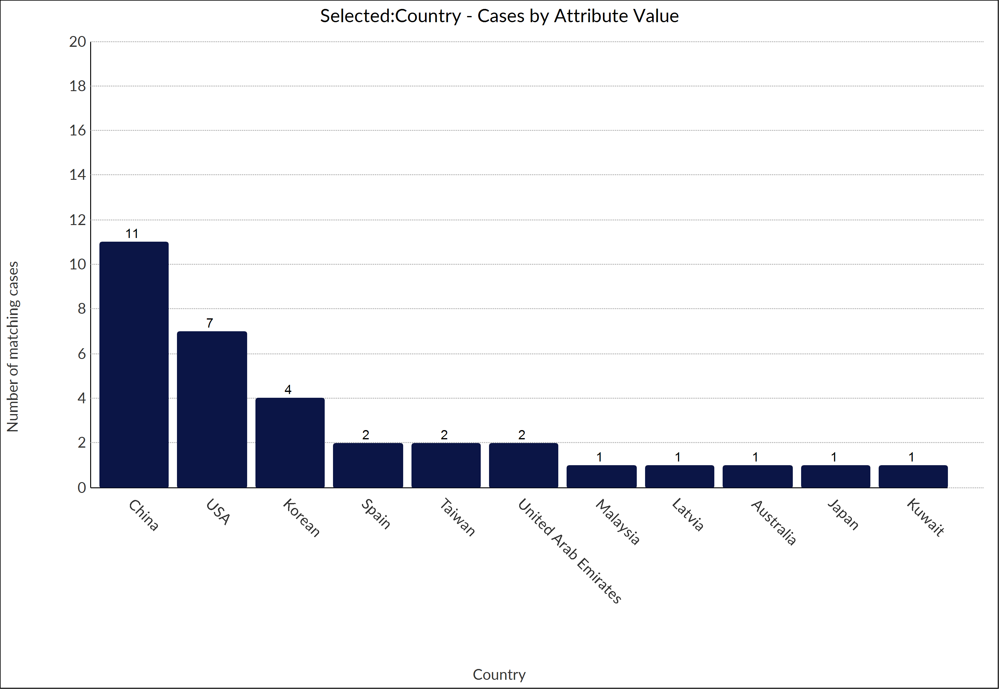 Selected:Country - Cases by Attribute Value
Number of matching cases
20
18
16
14
12
10
8
6
4
2
0
11
7
4
2
2
2
1
1
1
1
1
China
USA
Korean
Spain
Taiwan
United Arab Emirates
Malaysia
Latvia
Australia
Japan
Kuwait
Country